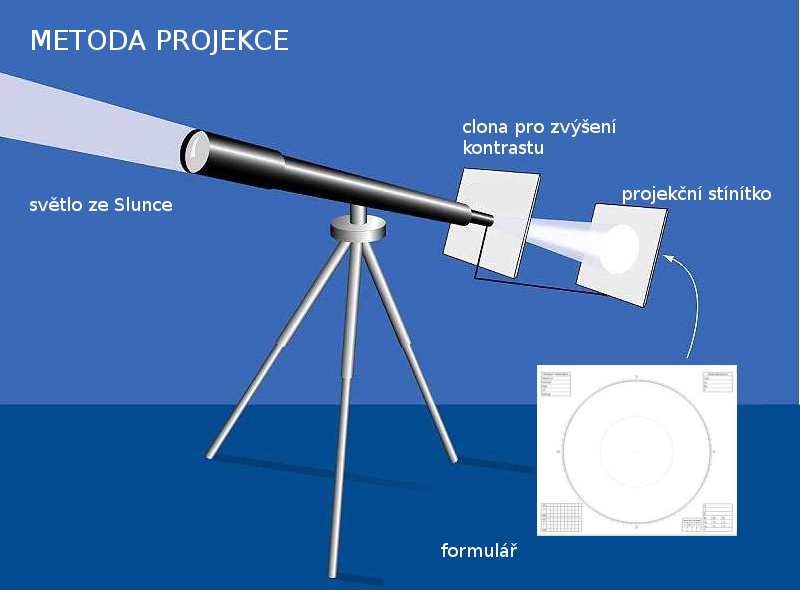 METODA PROJEKCE
clona pro zvýšení
kontrastu
projekční stínítko
světlo ze Slunce
formulář